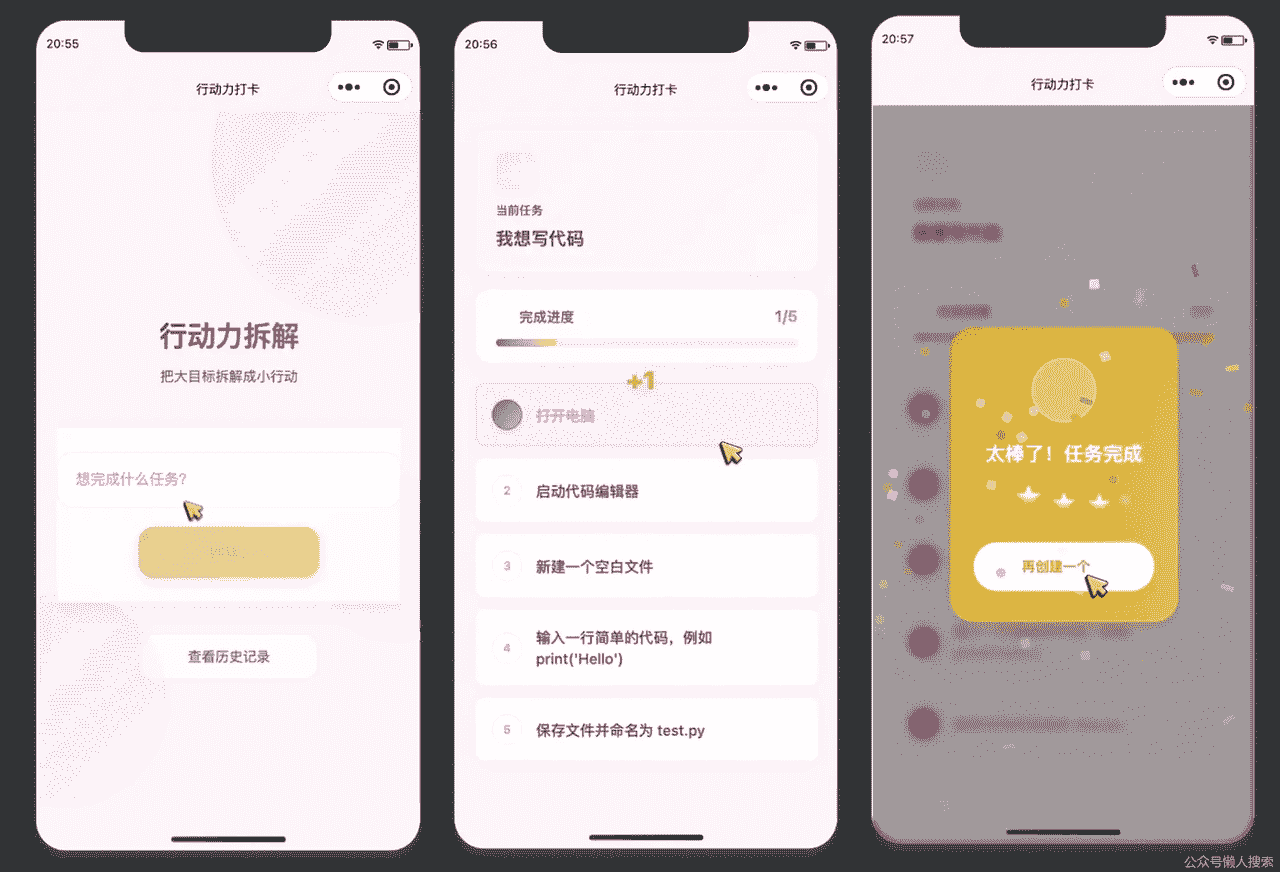 20:55
行动力打卡
行动力拆解
把大目标拆解成小行动
想完成什么任务?
查看历史记录
20:56
行动力打卡
当前任务
我想写代码
完成进度
1/5
+1
打开电脑
2
启动代码编辑器
3
新建一个空白文件
4
输入一行简单的代码，例如
print('Hello')
5
保存文件并命名为 test.py
20:57
行动力打卡
太棒了！任务完成
再创建一个
公众号懒人搜索